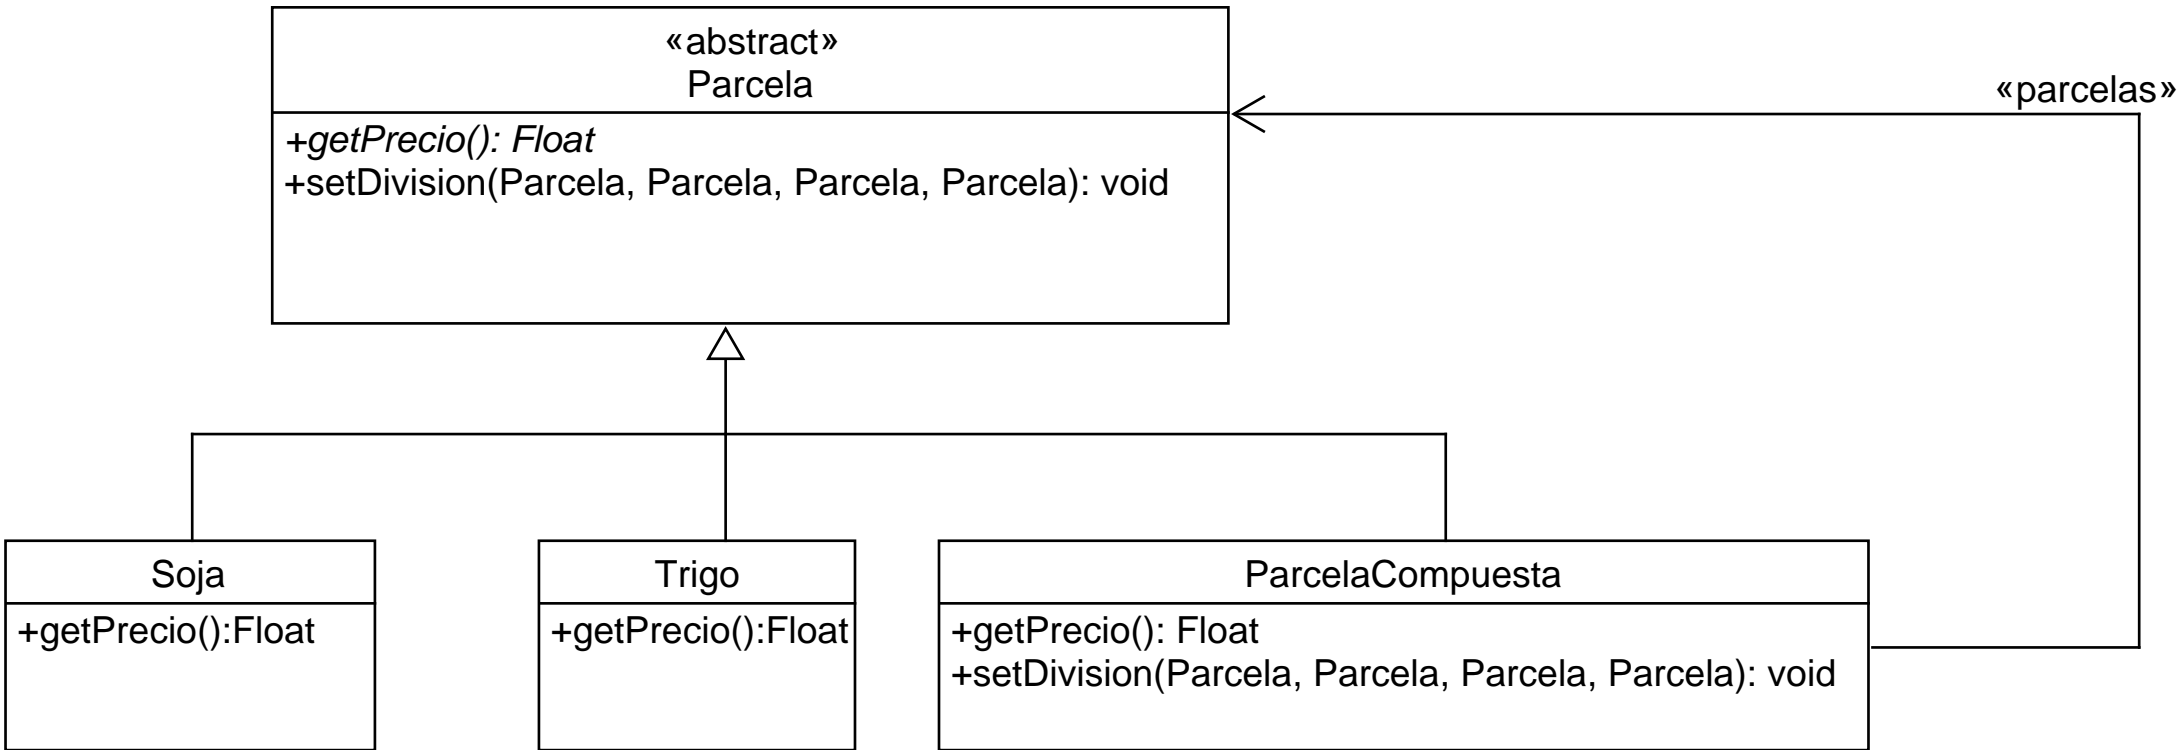 «abstract»
Parcela
+getPrecio(): Float
+setDivision(Parcela, Parcela, Parcela, Parcela): void
«parcelas»
Soja
+getPrecio():Float
Trigo
+getPrecio():Float
ParcelaCompuesta
+getPrecio(): Float
+setDivision(Parcela, Parcela, Parcela, Parcela): void